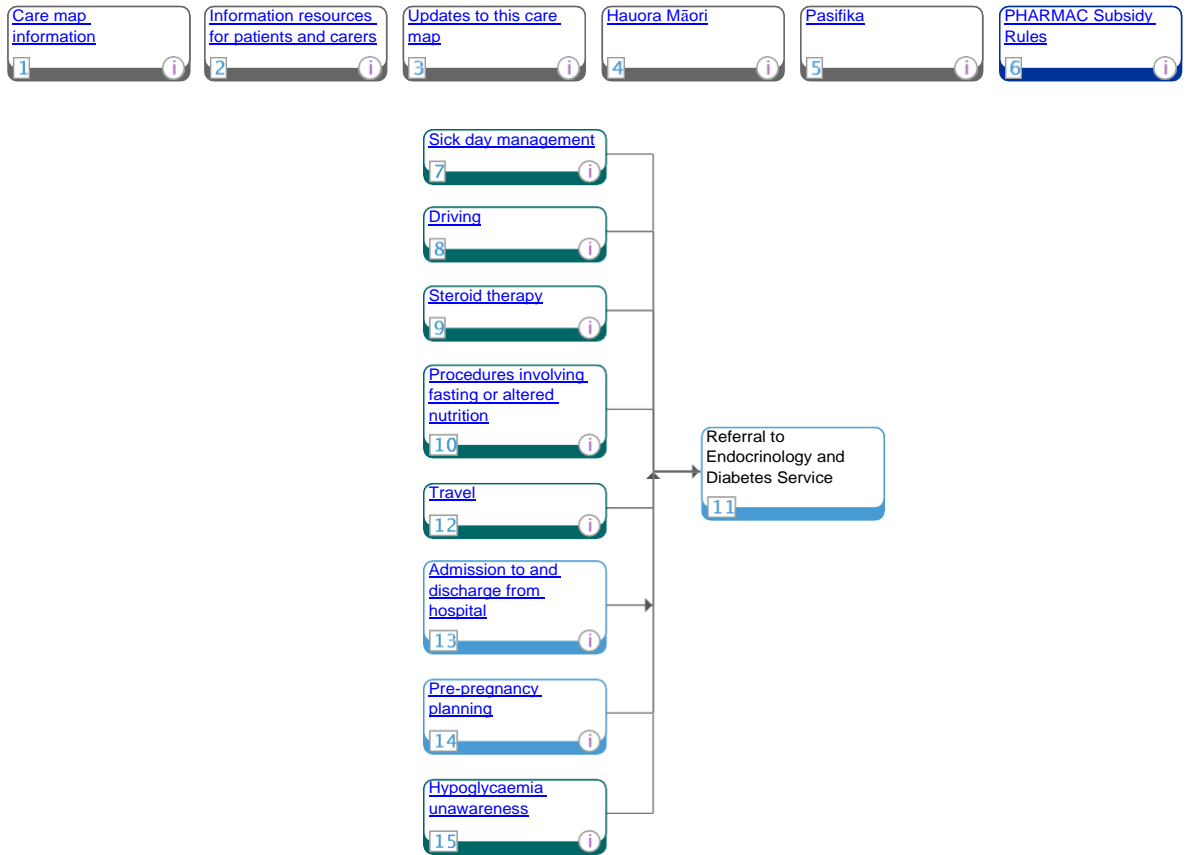 Care map
information
1
i
Information resources
for patients and carers
2
i
Updates to this care
map
3
i
Hauora Māori
4
i
Pasifika
5
i
PHARMAC Subsidy
Rules
6
i
Sick day management
7
i
Driving
8
i
Steroid therapy
9
i
Procedures involving
fasting or altered
nutrition
10
i
Referral to
Endocrinology and
Diabetes Service
11
Travel
12
i
Admission to and
discharge from
hospital
13
i
Pre-pregnancy
planning
14
i
Hypoglycaemia
unawareness
15
i